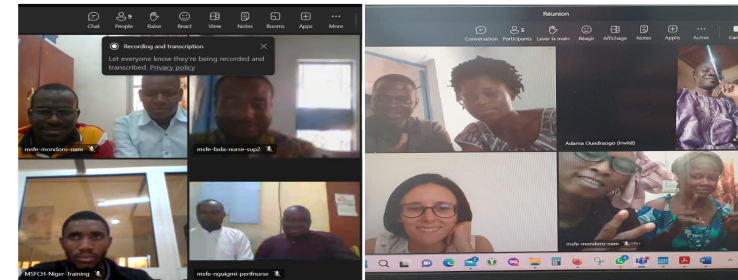 Chat
People
9
Raise
React
View
Notes
Rooms
Apps
More
Recording and transcription
Let everyone know they're being recorded and
transcribed. Privacy policy
msfe-mondoro-nam
msfe-fada-nurse-sup2
MSFCH-Niger-Training
msfe-nguigmi-perifnurse
Réunion
Conversation
Participants
5
Lever la main
Réagir
Affichage
Notes
Applis
Autres
Adama Ouedraogo (Invité)
msfe-mondoro-nam